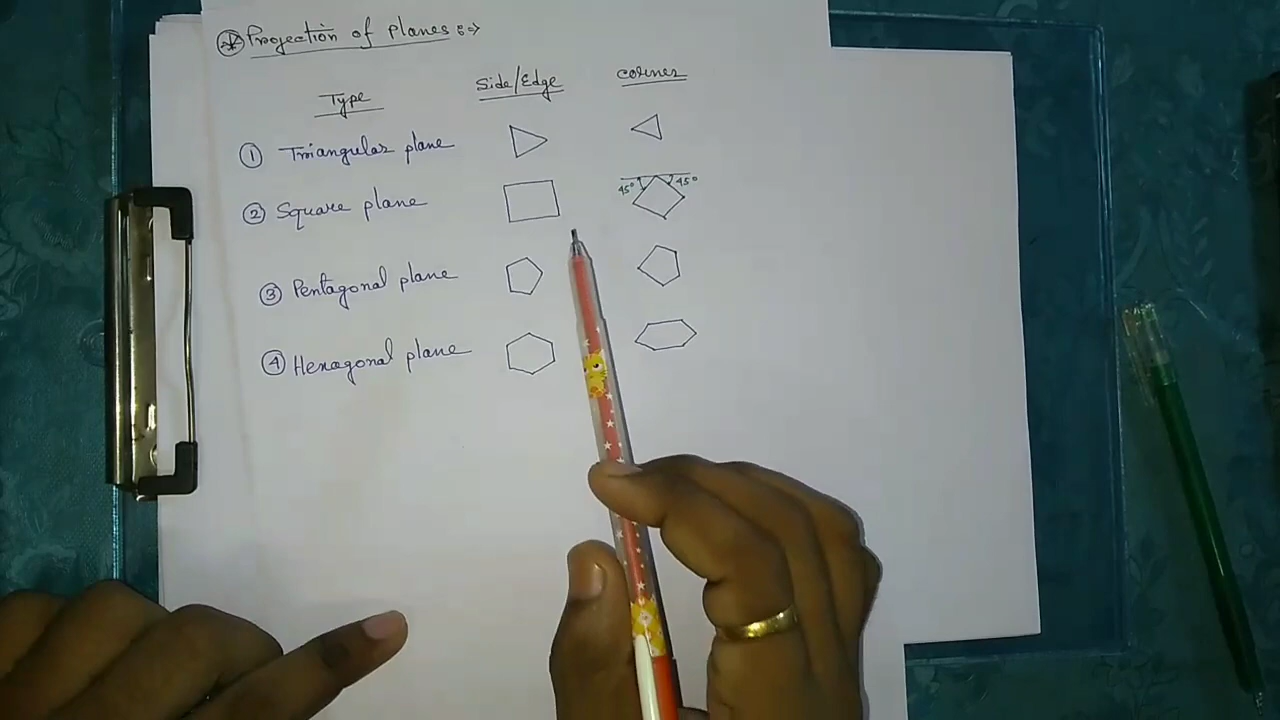 Projection of planes :⇒
Type Side/Edge corner
① Triangular plane
② Square plane 45° 45°
③ Pentagonal plane
④ Hexagonal plane